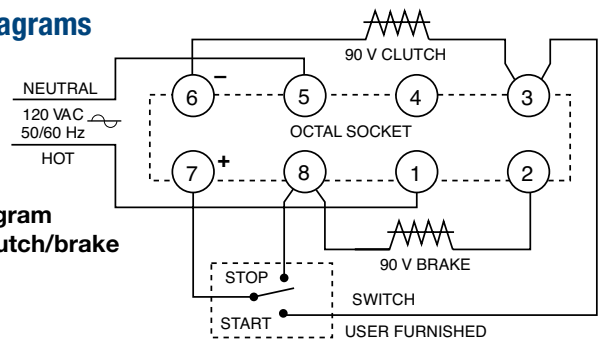 agrams
90 V CLUTCH
NEUTRAL
120 VAC
50/60 Hz
HOT
6 – 5 4 3
OCTAL SOCKET
7 + 8 1 2
gram
utch/brake
90 V BRAKE
STOP
SWITCH
START
USER FURNISHED